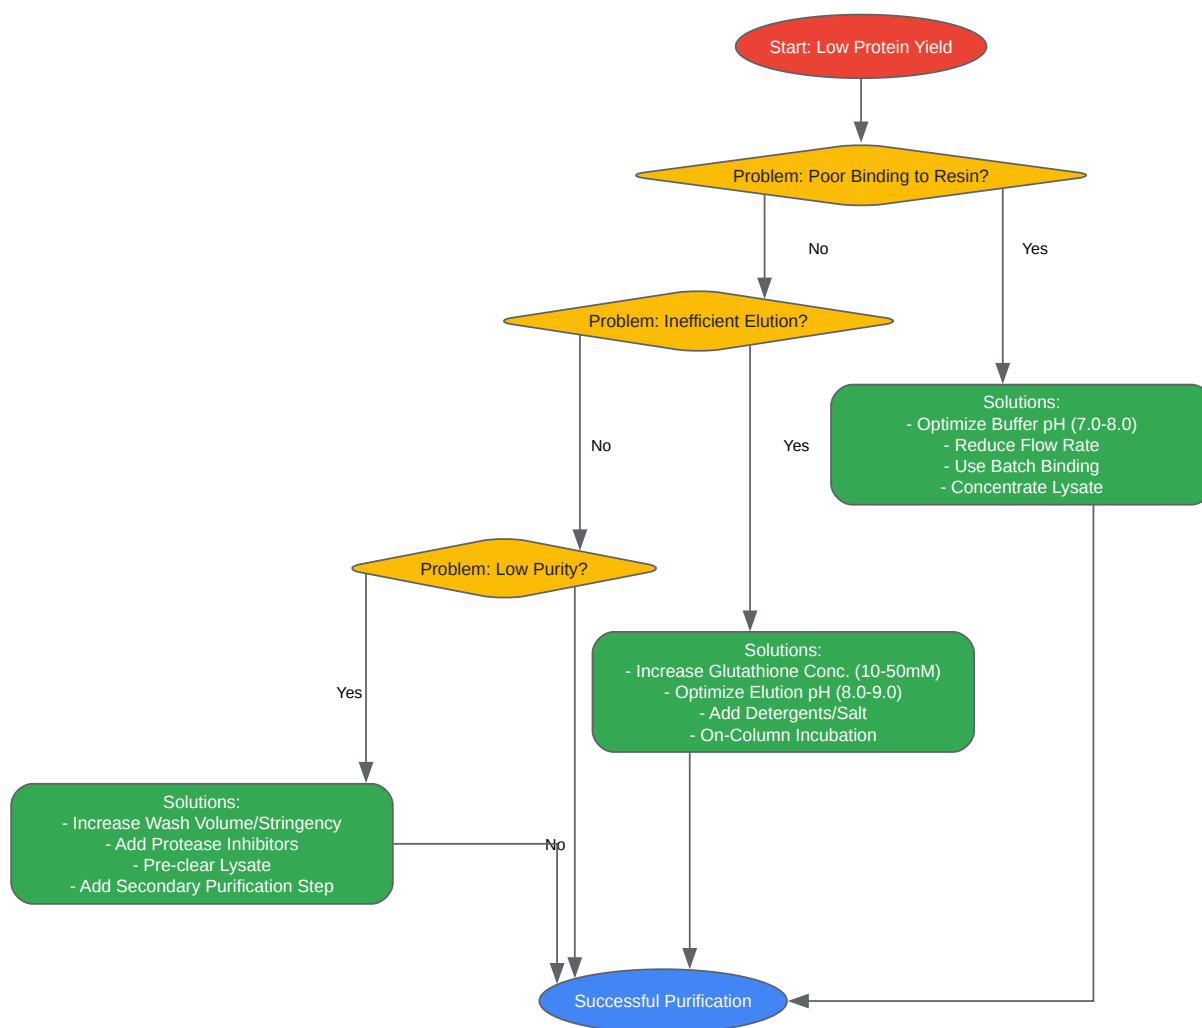 Start: Low Protein Yield
Problem: Poor Binding to Resin?
No
Yes
Problem: Inefficient Elution?
Solutions:
- Optimize Buffer pH (7.0-8.0)
- Reduce Flow Rate
- Use Batch Binding
- Concentrate Lysate
No
Yes
Problem: Low Purity?
Solutions:
- Increase Glutathione Conc. (10-50mM)
- Optimize Elution pH (8.0-9.0)
- Add Detergents/Salt
- On-Column Incubation
Yes
Solutions:
- Increase Wash Volume/Stringency
- Add Protease Inhibitors
- Pre-clear Lysate
- Add Secondary Purification Step
No
Successful Purification